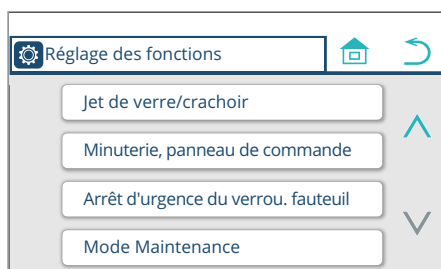 Réglage des fonctions
Jet de verre/crachoir
Minuterie, panneau de commande
Arrêt d'urgence du verrou. fauteuil
Mode Maintenance